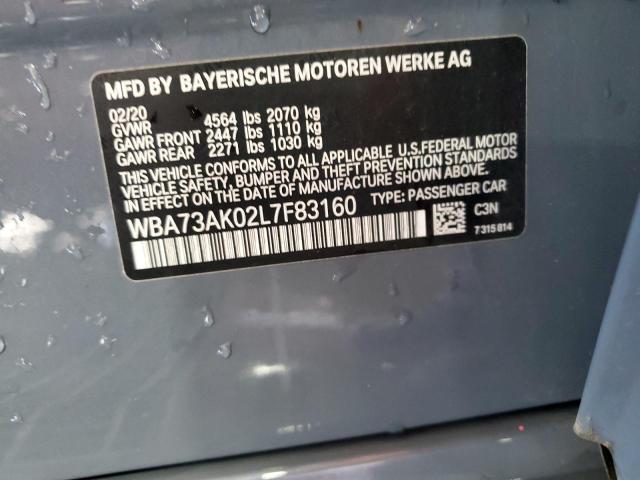 MFD BY BAYERISCHE MOTOREN WERKE AG
02/20
GVWR 4564 lbs 2070 kg
GAWR FRONT 2447 lbs 1110 kg
GAWR REAR 2271 lbs 1030 kg
THIS VEHICLE CONFORMS TO ALL APPLICABLE U.S.FEDERAL MOTOR
VEHICLE SAFETY, BUMPER AND THEFT PREVENTION STANDARDS
IN EFFECT ON THE DATE OF MANUFACTURE SHOWN ABOVE.
WBA73AK02L7F83160 TYPE: PASSENGER CAR
C3N
7315814